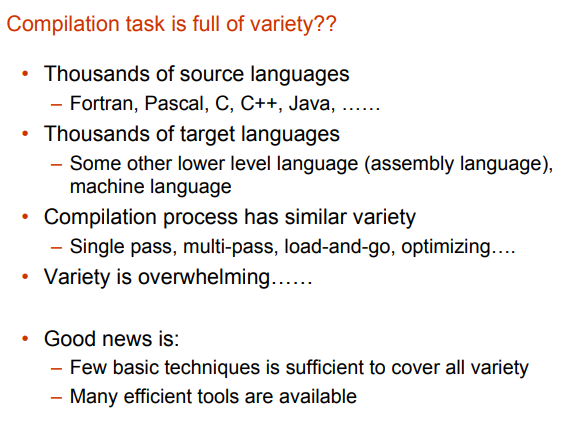 Compilation task is full of variety??
• Thousands of source languages
– Fortran, Pascal, C, C++, Java, ……
• Thousands of target languages
– Some other lower level language (assembly language),
machine language
• Compilation process has similar variety
– Single pass, multi-pass, load-and-go, optimizing….
• Variety is overwhelming……
• Good news is:
– Few basic techniques is sufficient to cover all variety
– Many efficient tools are available